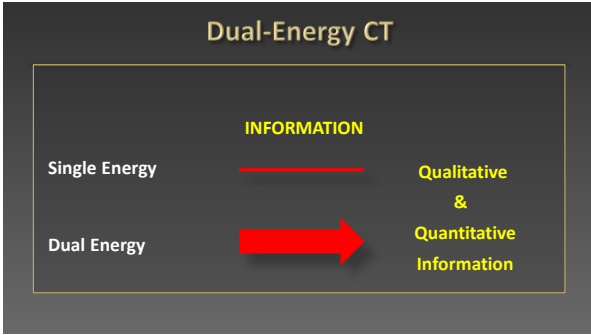 Dual-Energy CT
INFORMATION
Single Energy
Qualitative
&
Dual Energy
Quantitative
Information